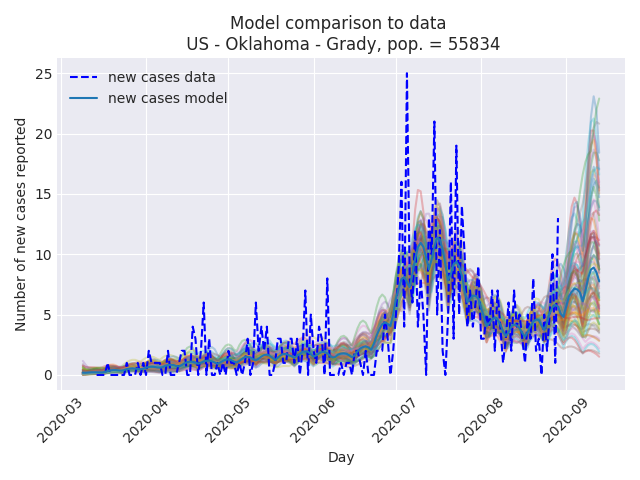 Model comparison to data
US - Oklahoma - Grady, pop. = 55834
new cases data
new cases model
Number of new cases reported
25
20
15
10
5
0
2020-03
2020-04
2020-05
2020-06
2020-07
2020-08
2020-09
Day